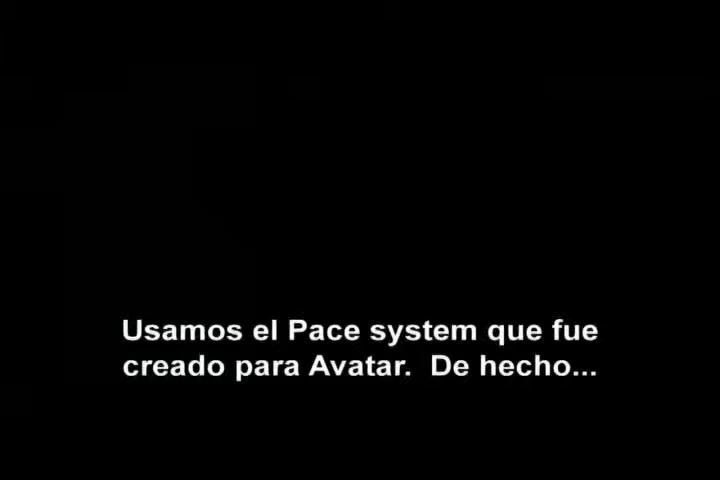 Usamos el Pace system que fue
creado para Avatar.  De hecho...